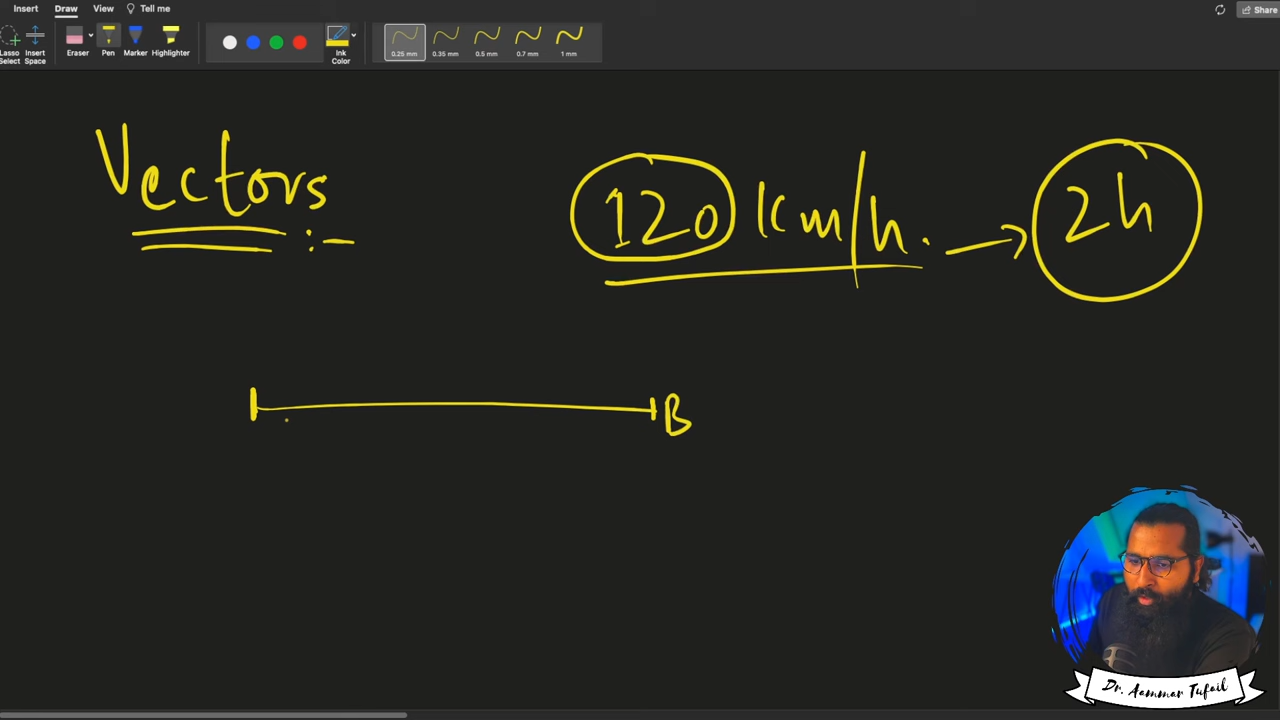 Insert Draw View Tell me
Share
Lasso Select
Insert Space
Eraser
Pen
Marker
Highlighter
Ink Color
0.25 mm
0.35 mm
0.5 mm
0.7 mm
1 mm
Vectors :-
120 km/h. → 2h
B
Dr. Aammar Tufail